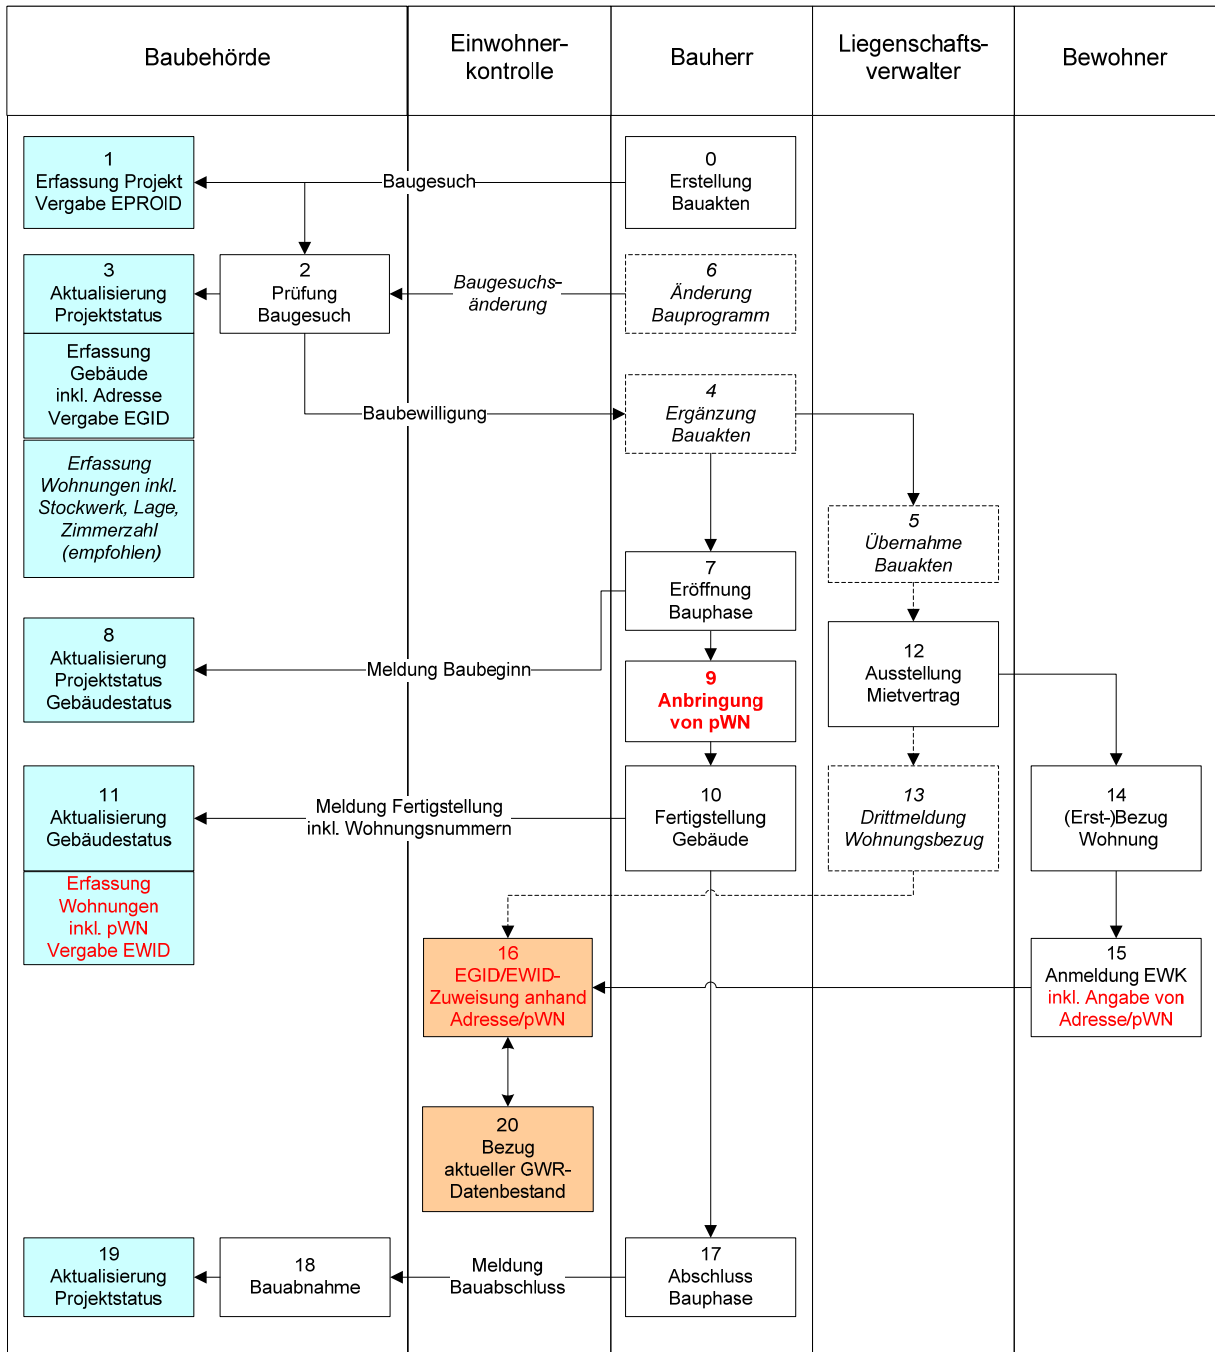 Baubehörde
Einwohner-
kontrolle
Bauherr
Liegenschafts-
verwalter
Bewohner
1
Erfassung Projekt
Vergabe EPROID
Baugesuch
0
Erstellung
Bauakten
3
Aktualisierung
Projektstatus
2
Prüfung
Baugesuch
Baugesuchs-
änderung
6
Änderung
Bauprogramm
Erfassung
Gebäude
inkl. Adresse
Vergabe EGID
Baubewilligung
4
Ergänzung
Bauakten
Erfassung
Wohnungen inkl.
Stockwerk, Lage,
Zimmerzahl
(empfohlen)
5
Übernahme
Bauakten
7
Eröffnung
Bauphase
8
Aktualisierung
Projektstatus
Gebäudestatus
Meldung Baubeginn
9
Anbringung
von pWN
12
Ausstellung
Mietvertrag
11
Aktualisierung
Gebäudestatus
Meldung Fertigstellung
inkl. Wohnungsnummern
10
Fertigstellung
Gebäude
13
Drittmeldung
Wohnungsbezug
14
(Erst-)Bezug
Wohnung
Erfassung
Wohnungen
inkl. pWN
Vergabe EWID
16
EGID/EWID-
Zuweisung anhand
Adresse/pWN
15
Anmeldung EWK
inkl. Angabe von
Adresse/pWN
20
Bezug
aktueller GWR-
Datenbestand
19
Aktualisierung
Projektstatus
18
Bauabnahme
Meldung
Bauabschluss
17
Abschluss
Bauphase